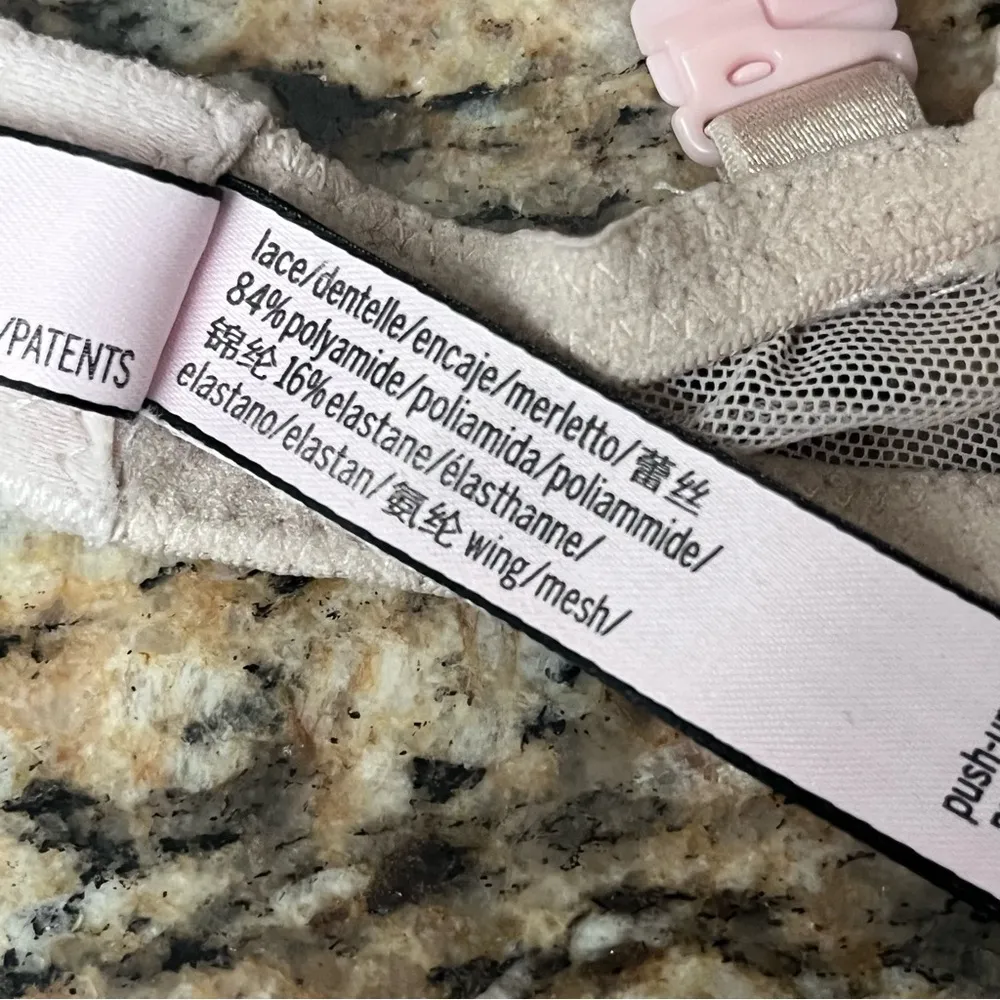 /PATENTS
lace/dentelle/encaje/merletto/蕾丝
84%polyamide/poliamida/poliammide/
锦纶 16%elastane/élasthanne/
elastano/elastan/氨纶 wing/mesh/
push-u